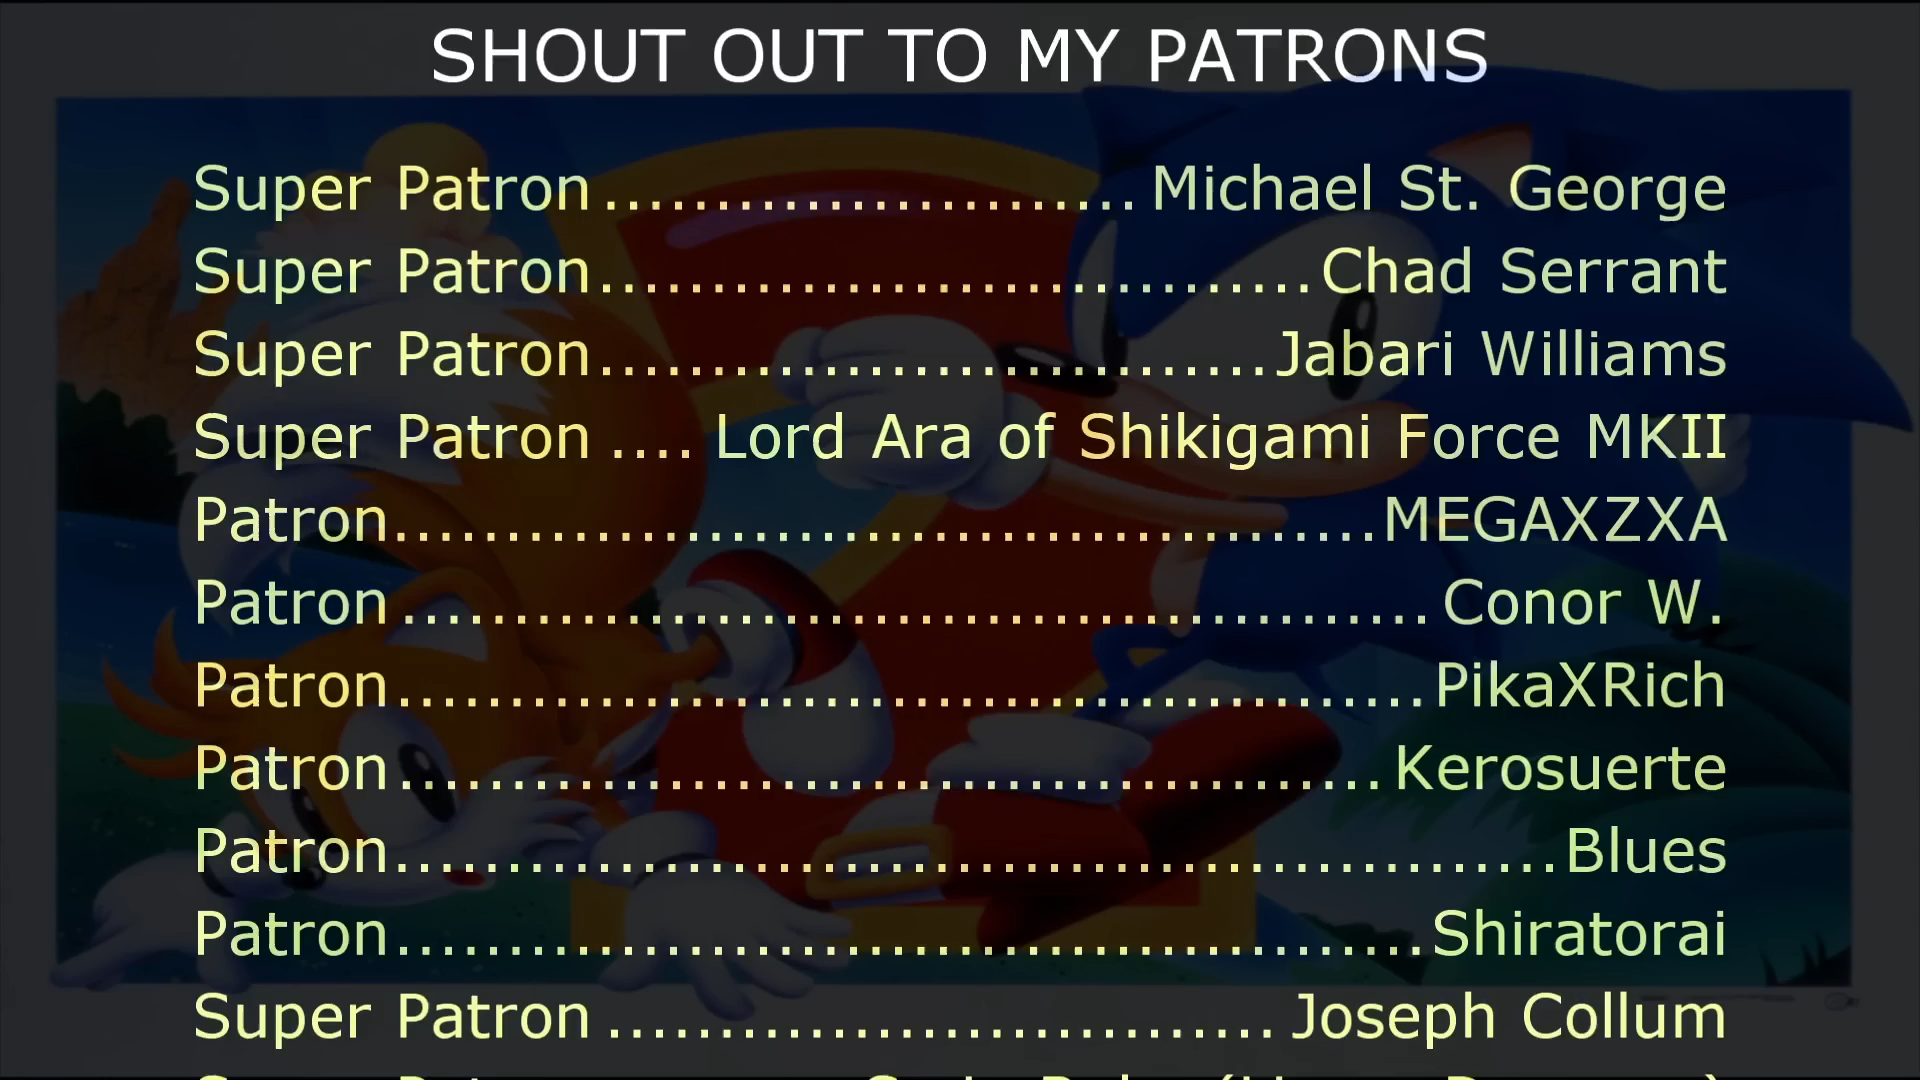 SHOUT OUT TO MY PATRONS
Super Patron........................Michael St. George
Super Patron................................Chad Serrant
Super Patron..............................Jabari Williams
Super Patron....Lord Ara of Shikigami Force MKII
Patron............................................MEGAXZXA
Patron..............................................Conor W.
Patron..............................................PikaXRich
Patron............................................Kerosuerte
Patron....................................................Blues
Patron..............................................Shiratorai
Super Patron..............................Joseph Collum